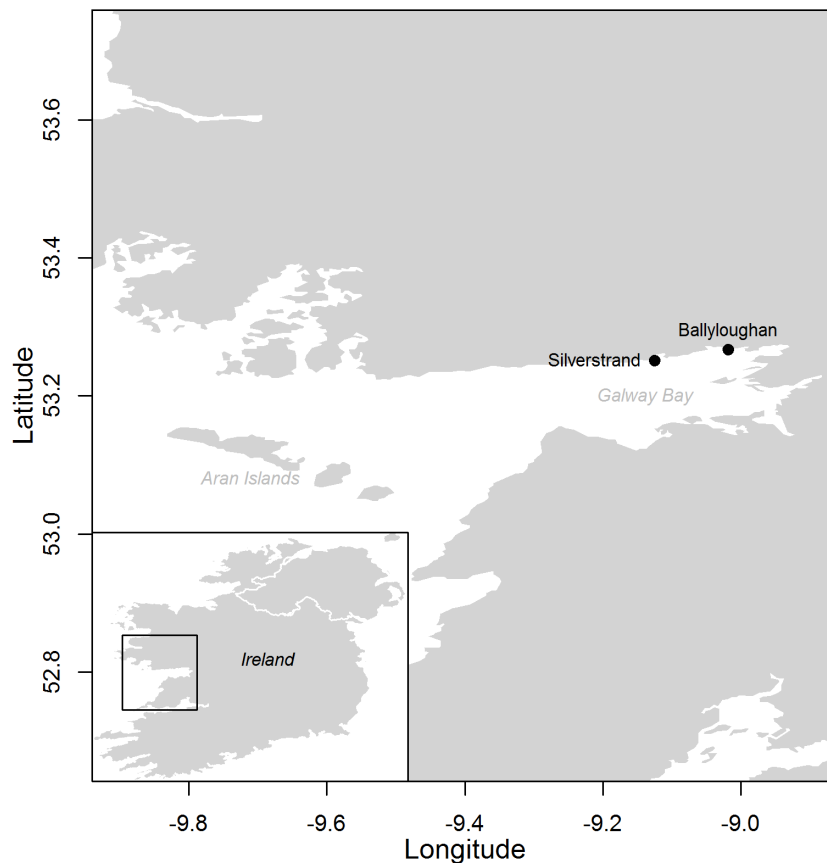 Latitude
53.6
53.4
53.2
53.0
52.8
Ballyloughan
Silverstrand
Galway Bay
Aran Islands
Ireland
-9.8
-9.6
-9.4
-9.2
-9.0
Longitude